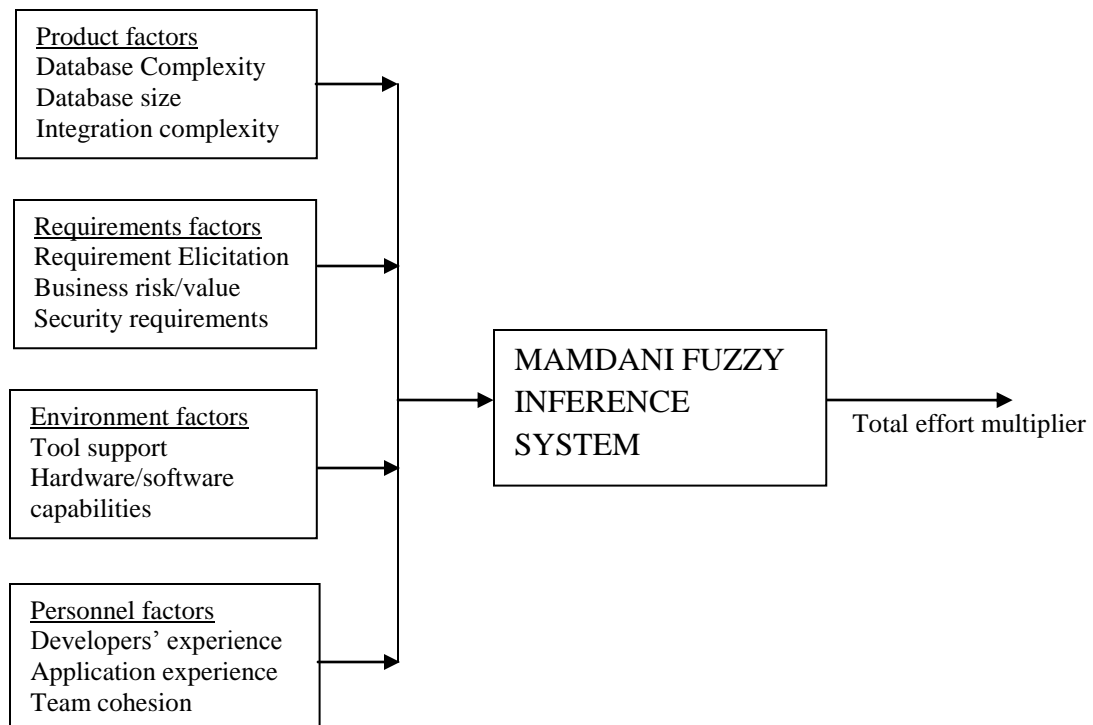 Product factors
Database Complexity
Database size
Integration complexity
Requirements factors
Requirement Elicitation
Business risk/value
Security requirements
Environment factors
Tool support
Hardware/software
capabilities
Personnel factors
Developers’ experience
Application experience
Team cohesion
MAMDANI FUZZY
INFERENCE
SYSTEM
Total effort multiplier